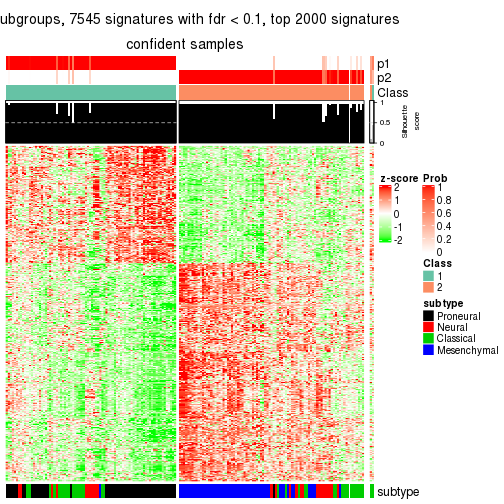 ubgroups, 7545 signatures with fdr < 0.1, top 2000 signatures
confident samples
p1
p2
Class
1
0.5
0
Silhouette
score
z-score
2
1
0
-1
-2
Prob
1
0.8
0.6
0.4
0.2
0
Class
1
2
subtype
Proneural
Neural
Classical
Mesenchymal
subtype